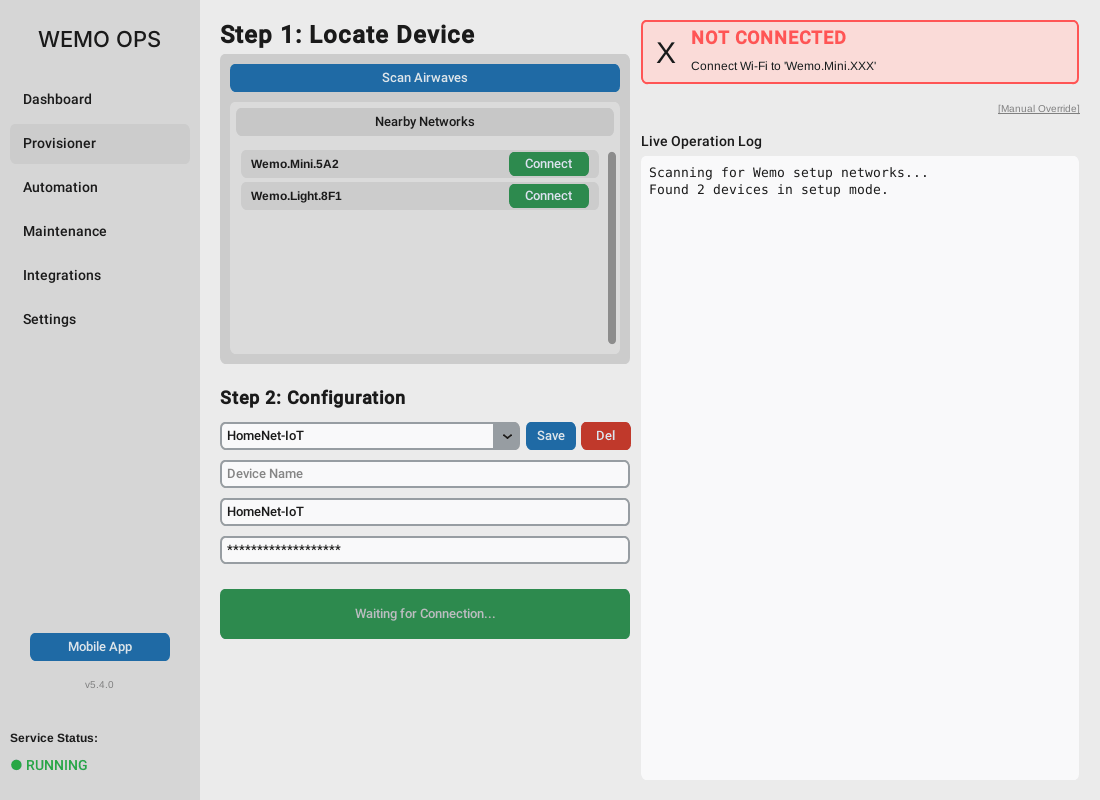 WEMO OPS
Dashboard
Provisioner
Automation
Maintenance
Integrations
Settings
Mobile App
v5.4.0
Service Status:
RUNNING
Step 1: Locate Device
Scan Airwaves
Nearby Networks
Wemo.Mini.5A2 Connect
Wemo.Light.8F1 Connect
Step 2: Configuration
HomeNet-IoT Save Del
Device Name
HomeNet-IoT
*******************
Waiting for Connection...
X NOT CONNECTED
Connect Wi-Fi to 'Wemo.Mini.XXX'
[Manual Override]
Live Operation Log
Scanning for Wemo setup networks...
Found 2 devices in setup mode.